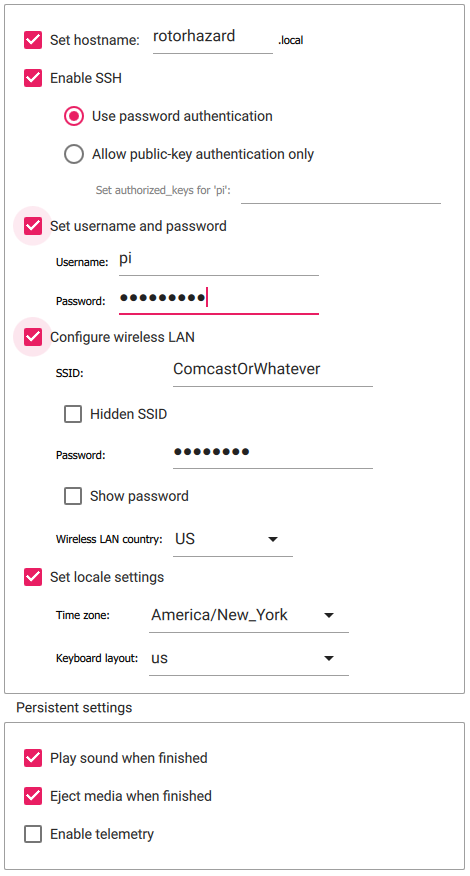 Set hostname: rotorhazard .local
Enable SSH
Use password authentication
Allow public-key authentication only
Set authorized_keys for 'pi':
Set username and password
Username: pi
Password: ●●●●●●●●●
Configure wireless LAN
SSID: ComcastOrWhatever
Hidden SSID
Password: ●●●●●●●●
Show password
Wireless LAN country: US
Set locale settings
Time zone: America/New_York
Keyboard layout: us
Persistent settings
Play sound when finished
Eject media when finished
Enable telemetry